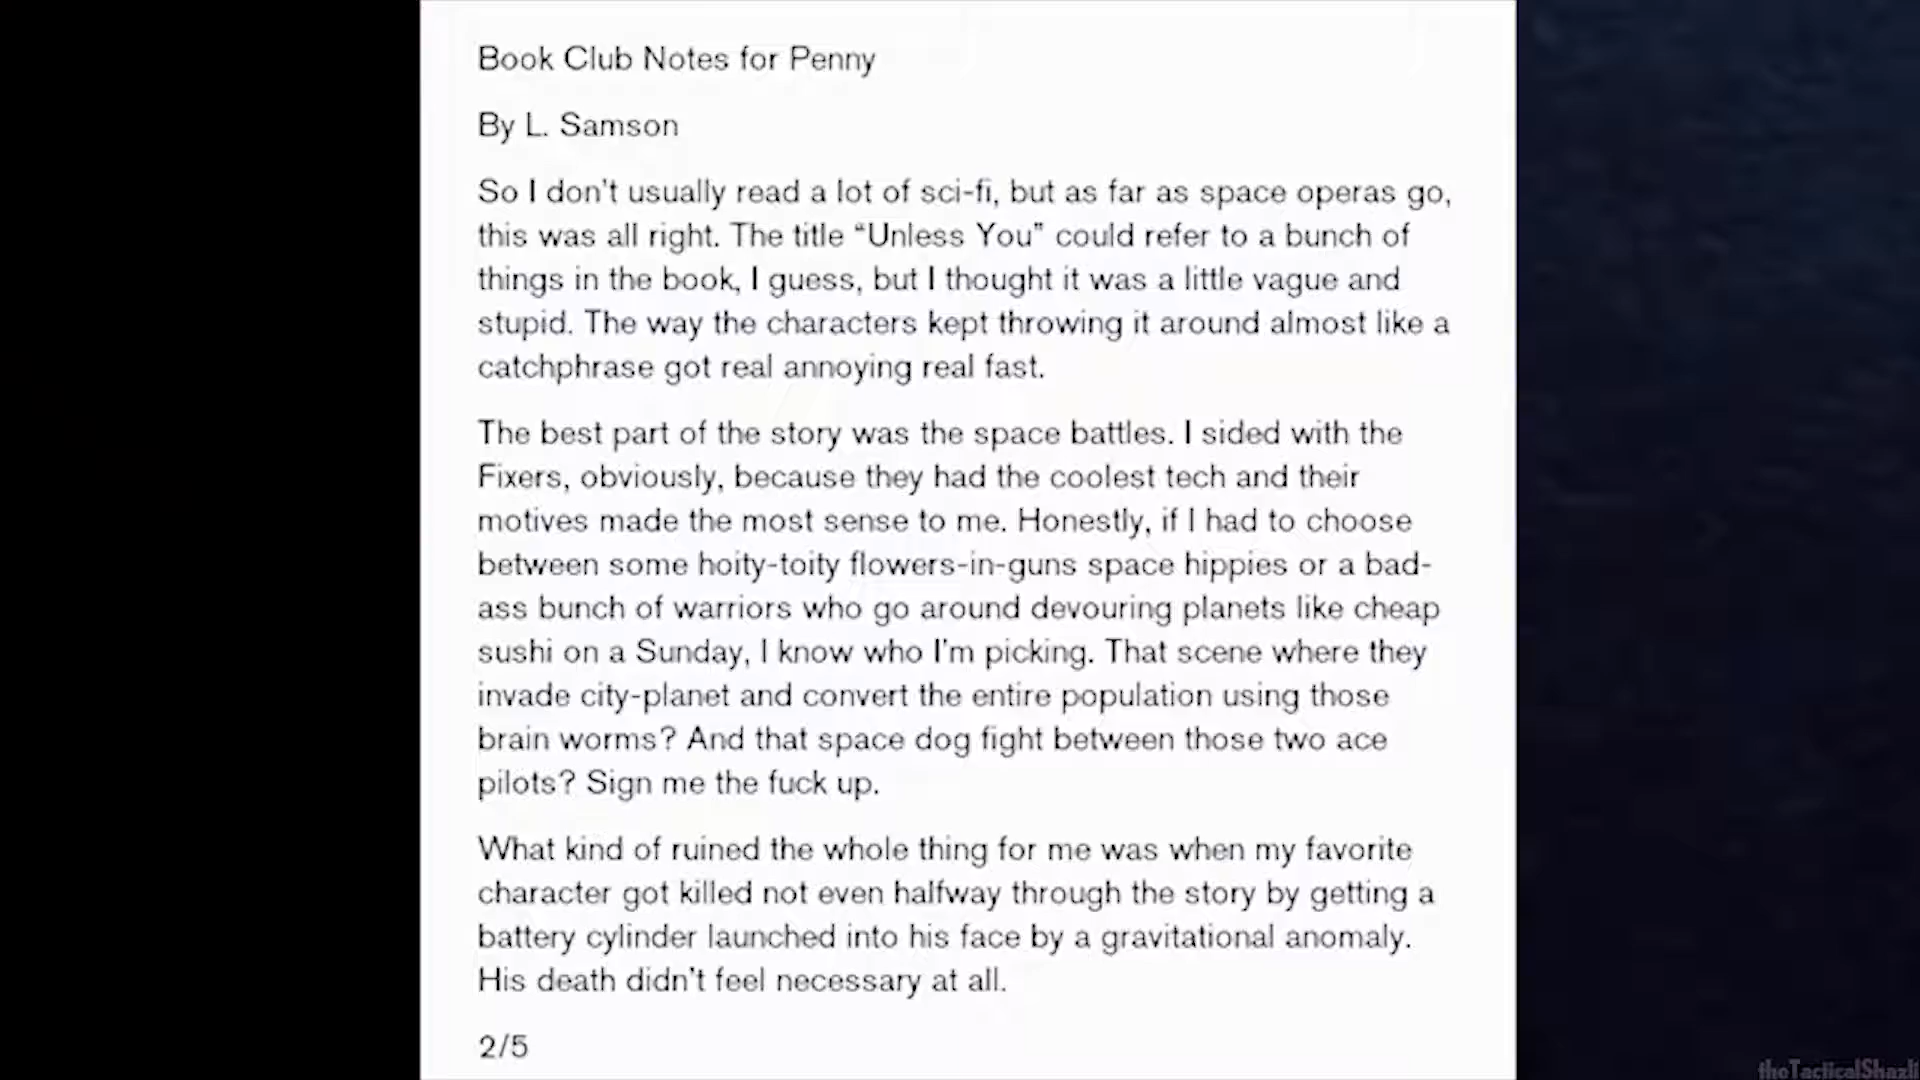 Book Club Notes for Penny
By L. Samson
So I don't usually read a lot of sci-fi, but as far as space operas go,
this was all right. The title “Unless You” could refer to a bunch of
things in the book, I guess, but I thought it was a little vague and
stupid. The way the characters kept throwing it around almost like a
catchphrase got real annoying real fast.
The best part of the story was the space battles. I sided with the
Fixers, obviously, because they had the coolest tech and their
motives made the most sense to me. Honestly, if I had to choose
between some hoity-toity flowers-in-guns space hippies or a bad-
ass bunch of warriors who go around devouring planets like cheap
sushi on a Sunday, I know who I'm picking. That scene where they
invade city-planet and convert the entire population using those
brain worms? And that space dog fight between those two ace
pilots? Sign me the fuck up.
What kind of ruined the whole thing for me was when my favorite
character got killed not even halfway through the story by getting a
battery cylinder launched into his face by a gravitational anomaly.
His death didn't feel necessary at all.
2/5
theTacticalShazli